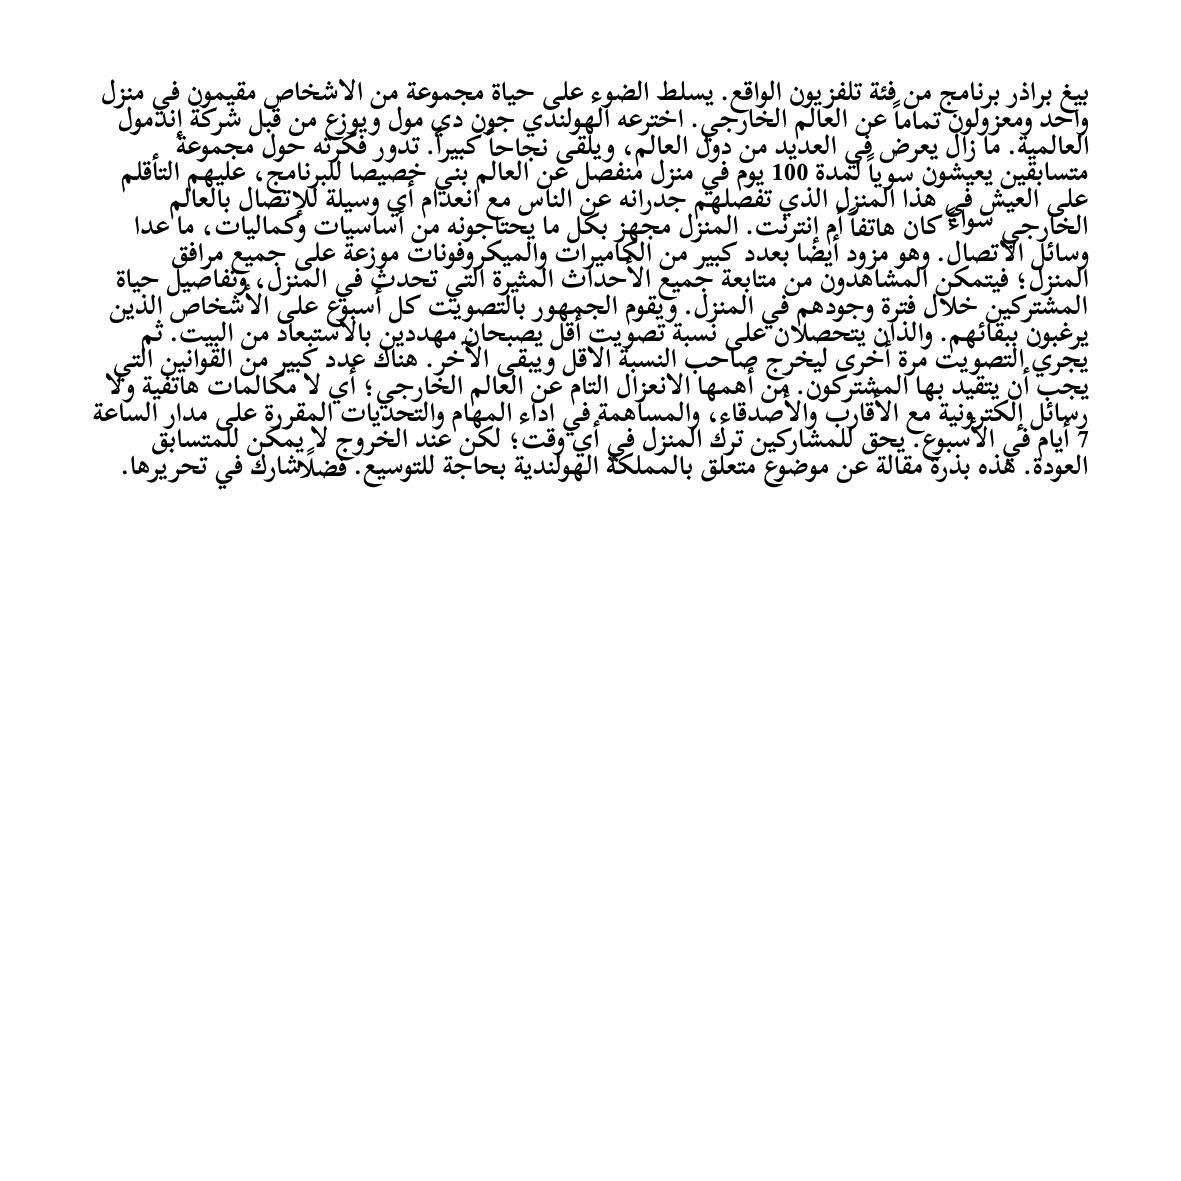 بيغ براذر برنامج من فئة تلفزيون الواقع. يسلط الضوء على حياة مجموعة من الاشخاص مقيمون في منزل
واحد ومعزولون تماماً عن العالم الخارجي. اخترعه الهولندي جون دي مول ويوزع من قبل شركة إندمول
العالمية. ما زال يعرض في العديد من دول العالم، ويلقى نجاحاً كبيراً. تدور فكرته حول مجموعة
متسابقين يعيشون سوياً لمدة 100 يوم في منزل منفصل عن العالم بني خصيصا للبرنامج، عليهم التأقلم
على العيش في هذا المنزل الذي تفصلهم جدرانه عن الناس مع انعدام أي وسيلة للإتصال بالعالم
الخارجي سواءً كان هاتفاً أم إنترنت. المنزل مجهز بكل ما يحتاجونه من أساسيات وكماليات، ما عدا
وسائل الاتصال. وهو مزود أيضا بعدد كبير من الكاميرات والميكروفونات موزعة على جميع مرافق
المنزل؛ فيتمكن المشاهدون من متابعة جميع الأحداث المثيرة التي تحدث في المنزل، وتفاصيل حياة
المشتركين خلال فترة وجودهم في المنزل. ويقوم الجمهور بالتصويت كل أسبوع على الأشخاص الذين
يرغبون ببقائهم. والذان يتحصلان على نسبة تصويت أقل يصبحان مهددين بالاستبعاد من البيت. ثم
يجري التصويت مرة أخرى ليخرج صاحب النسبة الاقل ويبقى الآخر. هناك عدد كبير من القوانين التي
يجب أن يتقيد بها المشتركون. من أهمها الانعزال التام عن العالم الخارجي؛ أي لا مكالمات هاتفية ولا
رسائل إلكترونية مع الأقارب والأصدقاء، والمساهمة في اداء المهام والتحديات المقررة على مدار الساعة
7 أيام في الأسبوع. يحق للمشاركين ترك المنزل في أي وقت؛ لكن عند الخروج لا يمكن للمتسابق
العودة. هذه بذرة مقالة عن موضوع متعلق بالمملكة الهولندية بحاجة للتوسيع. فضلًاشارك في تحريرها.